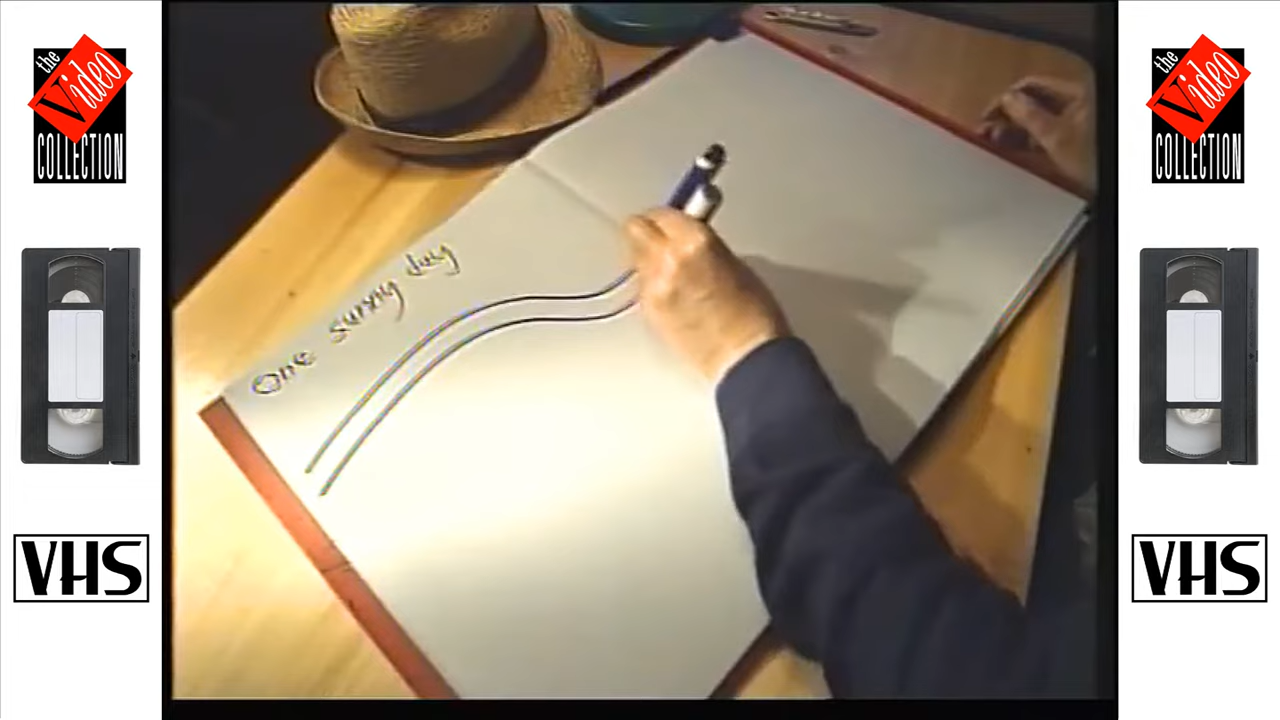 the
Video
COLLECTION
VHS
One sunny day
the
Video
COLLECTION
VHS